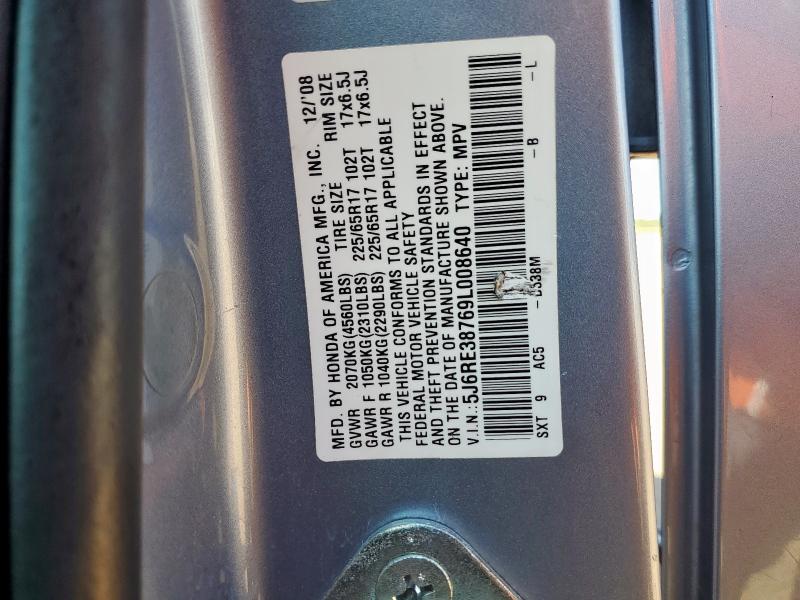 MFD. BY HONDA OF AMERICA MFG., INC. 12/'08
GVWR 2070KG(4560LBS) TIRE SIZE RIM SIZE
GAWR F 1050KG(2310LBS) 225/65R17 102T 17x6.5J
GAWR R 1040KG(2290LBS) 225/65R17 102T 17x6.5J
THIS VEHICLE CONFORMS TO ALL APPLICABLE
FEDERAL MOTOR VEHICLE SAFETY
AND THEFT PREVENTION STANDARDS IN EFFECT
ON THE DATE OF MANUFACTURE SHOWN ABOVE.
V.I.N.:5J6RE38769L008640 TYPE: MPV
SXT 9 AC5 - 538M - B - L